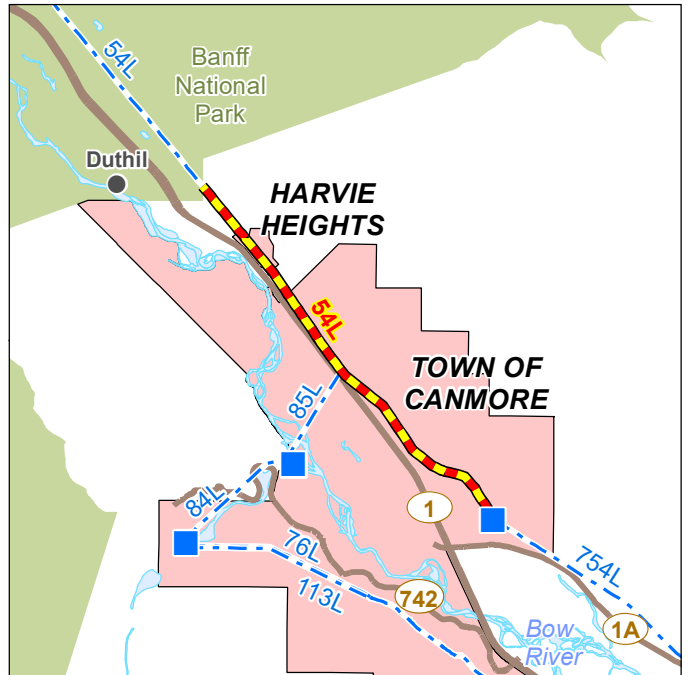 54L
Banff
National
Park
Duthil
HARVIE
HEIGHTS
54L
TOWN OF
CANMORE
85L
84L
1
76L
113L
742
754L
1A
Bow
River